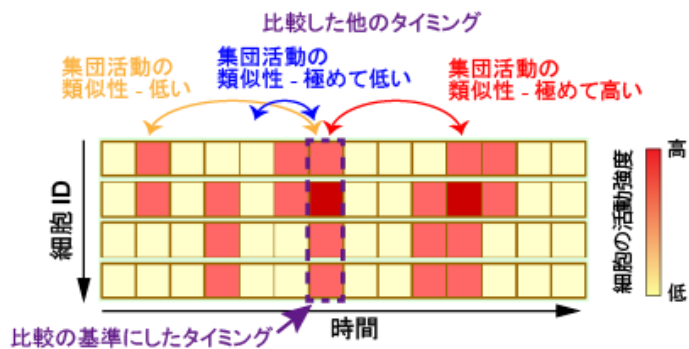 比較した他のタイミング
集団活動の
類似性 - 低い
集団活動の
類似性 - 極めて低い
集団活動の
類似性 - 極めて高い
細胞 ID
細胞の活動強度
高
低
時間
比較の基準にしたタイミング